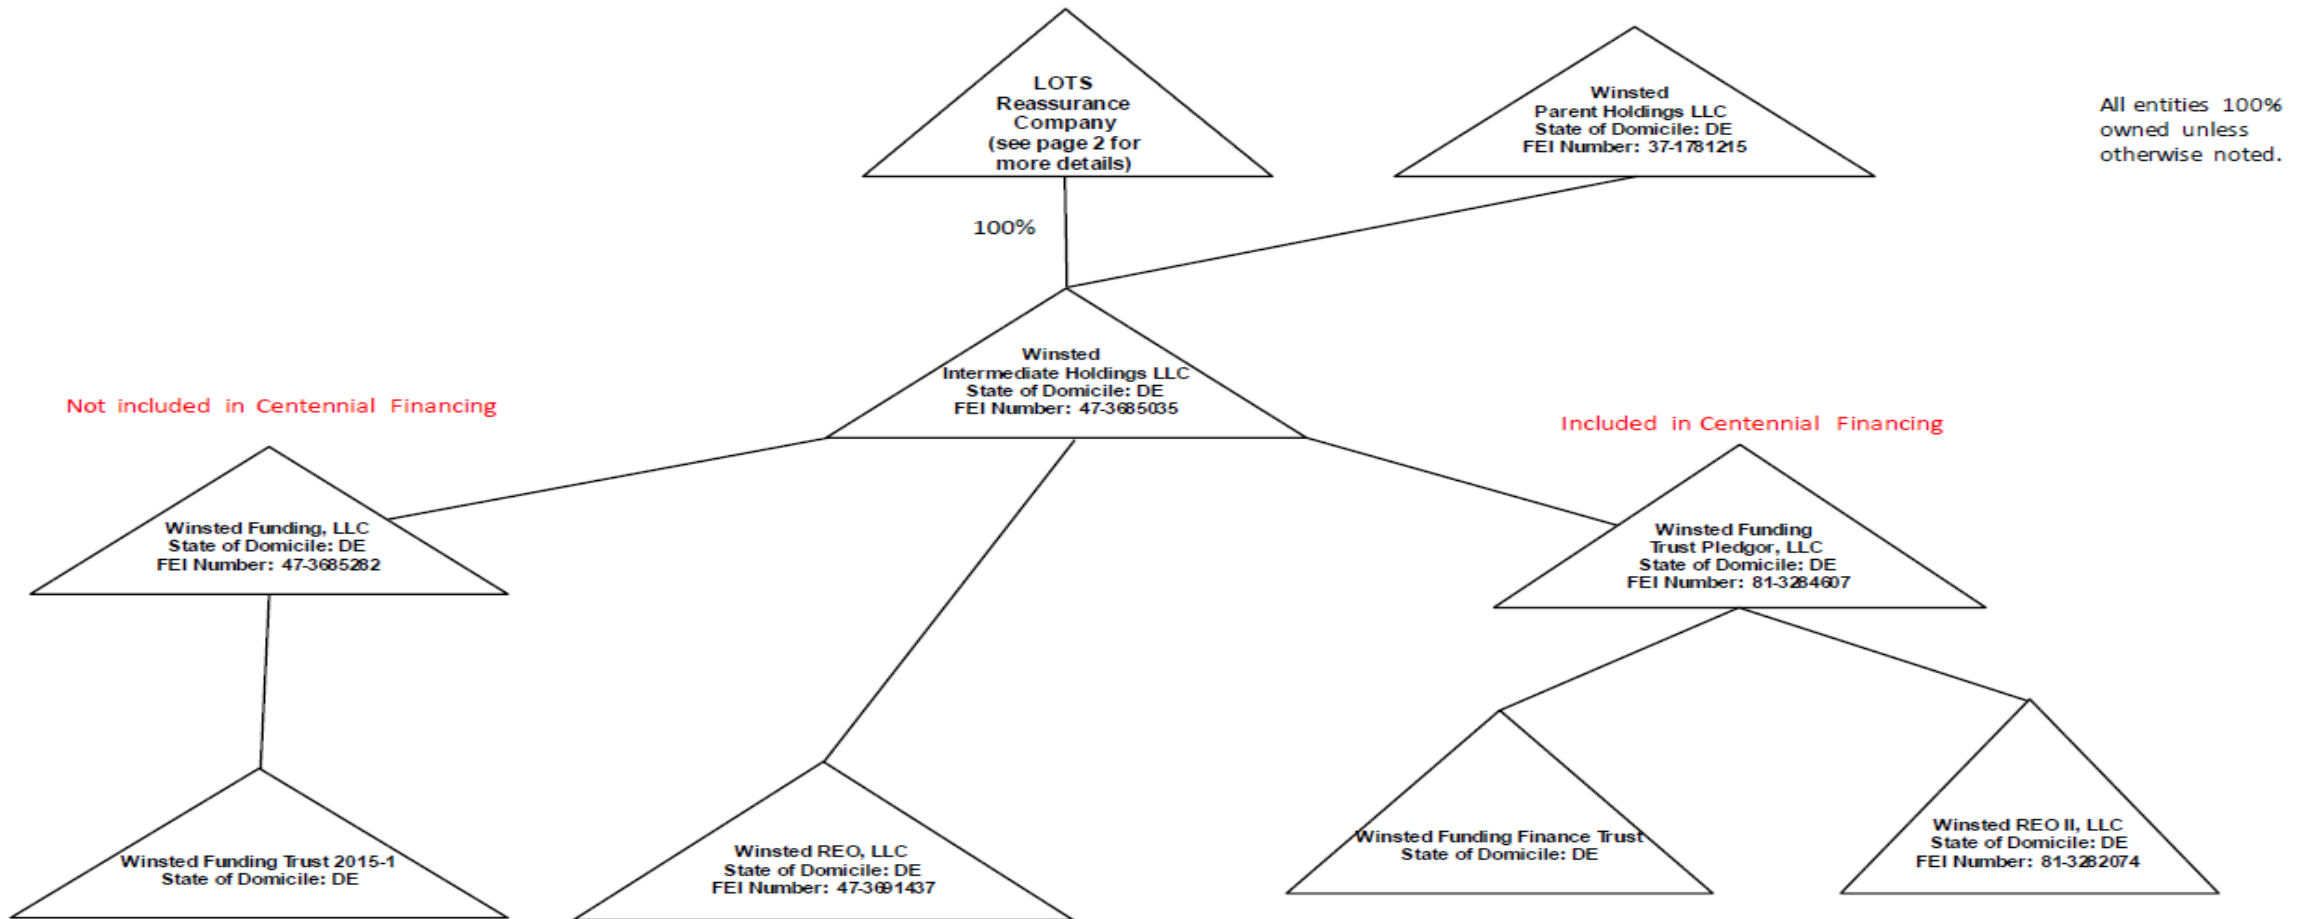 LOTS
Reassurance
Company
(see page 2 for
more details)
Winsted
Parent Holdings LLC
State of Domicile: DE
FEI Number: 37-1781215
All entities 100%
owned unless
otherwise noted.
100%
Winsted
Intermediate Holdings LLC
State of Domicile: DE
FEI Number: 47-3685035
Not included in Centennial Financing
Included in Centennial Financing
Winsted Funding, LLC
State of Domicile: DE
FEI Number: 47-3685282
Winsted Funding
Trust Pledgor, LLC
State of Domicile: DE
FEI Number: 81-3284607
Winsted Funding Trust 2015-1
State of Domicile: DE
Winsted REO, LLC
State of Domicile: DE
FEI Number: 47-3691437
Winsted Funding Finance Trust
State of Domicile: DE
Winsted REO II, LLC
State of Domicile: DE
FEI Number: 81-3282074